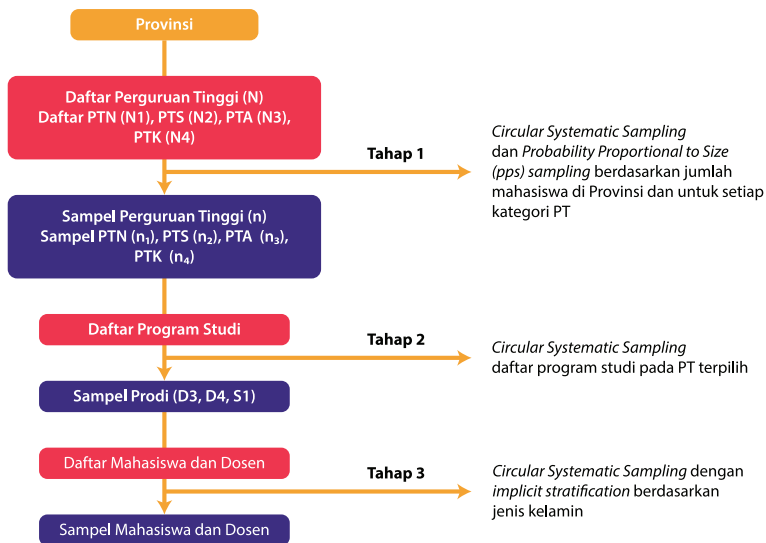 Provinsi
Daftar Perguruan Tinggi (N)
Daftar PTN (N1), PTS (N2), PTA (N3),
PTK (N4)
Tahap 1
Circular Systematic Sampling
dan Probability Proportional to Size
(pps) sampling berdasarkan jumlah
mahasiswa di Provinsi dan untuk setiap
kategori PT
Sampel Perguruan Tinggi (n)
Sampel PTN (n₁), PTS (n₂), PTA (n₃),
PTK (n₄)
Daftar Program Studi
Tahap 2
Circular Systematic Sampling
daftar program studi pada PT terpilih
Sampel Prodi (D3, D4, S1)
Daftar Mahasiswa dan Dosen
Tahap 3
Circular Systematic Sampling dengan
implicit stratification berdasarkan
jenis kelamin
Sampel Mahasiswa dan Dosen